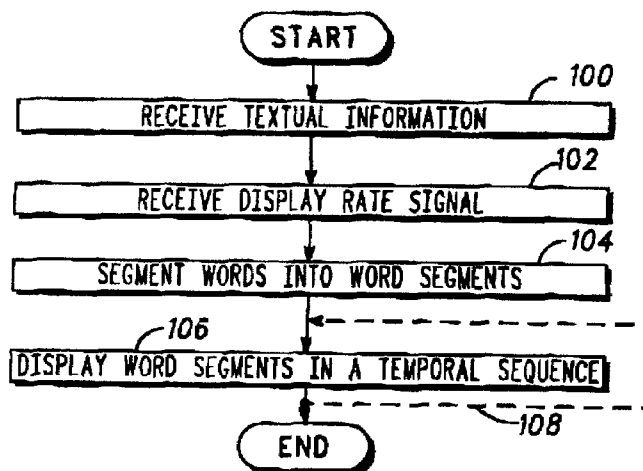 START
100
RECEIVE TEXTUAL INFORMATION
102
RECEIVE DISPLAY RATE SIGNAL
104
SEGMENT WORDS INTO WORD SEGMENTS
106
DISPLAY WORD SEGMENTS IN A TEMPORAL SEQUENCE
108
END